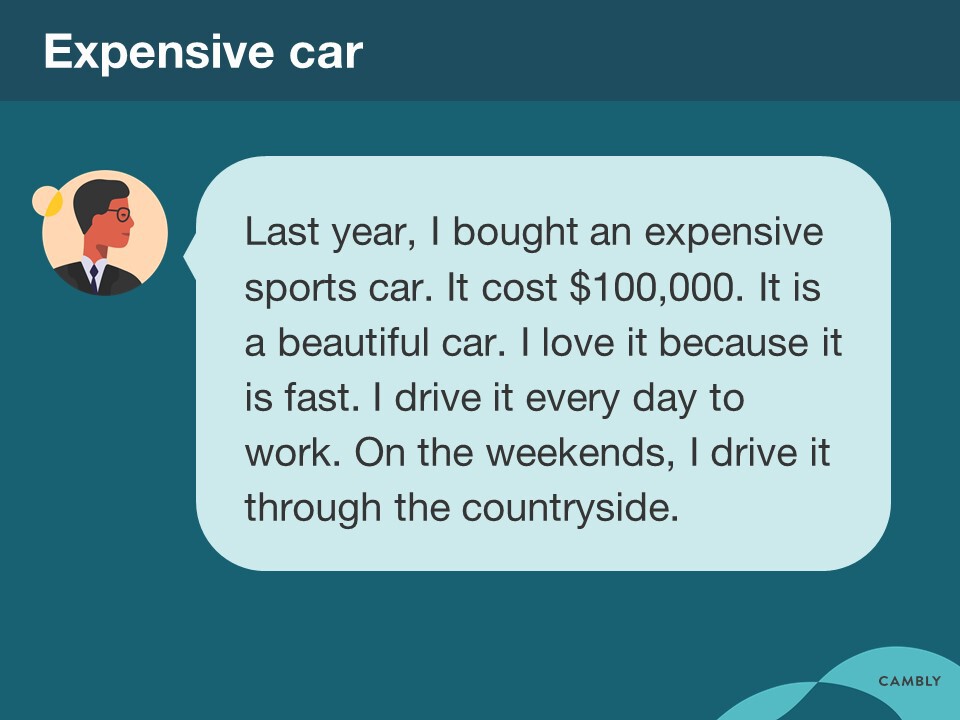 Expensive car
Last year, I bought an expensive
sports car. It cost $100,000. It is
a beautiful car. I love it because it
is fast. I drive it every day to
work. On the weekends, I drive it
through the countryside.
CAMBLY